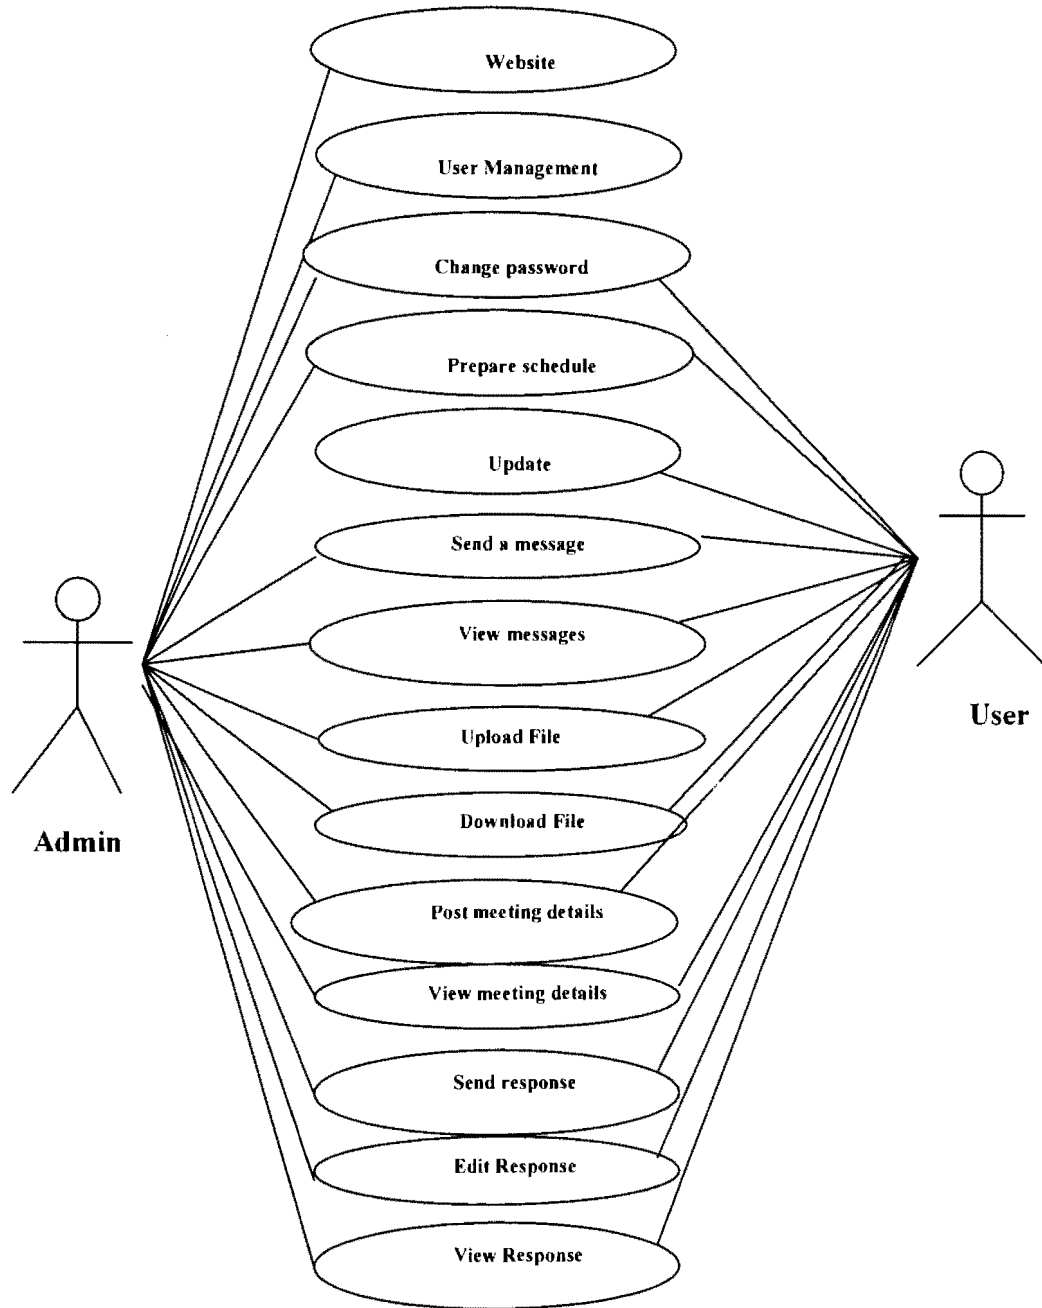 Website
User Management
Change password
Prepare schedule
Update
Send a message
View messages
Upload File
Download File
Post meeting details
View meeting details
Send response
Edit Response
View Response
Admin
User